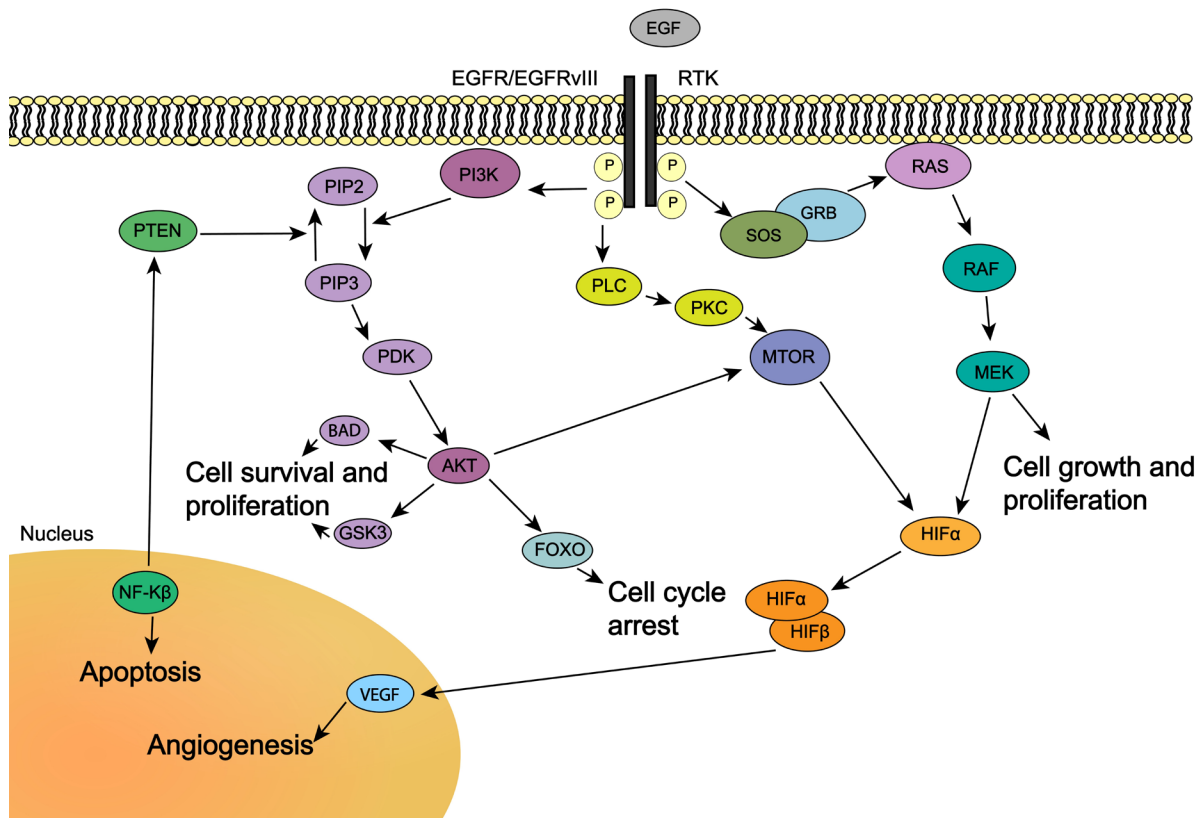 EGF
EGFR/EGFRvIII
RTK
P
P
P
P
PI3K
RAS
PIP2
GRB
SOS
PTEN
RAF
PIP3
PLC
PKC
PDK
MTOR
MEK
BAD
AKT
Cell survival and
proliferation
Cell growth and
proliferation
GSK3
Nucleus
FOXO
HIFα
NF-Kβ
Cell cycle
arrest
HIFα
HIFβ
Apoptosis
VEGF
Angiogenesis